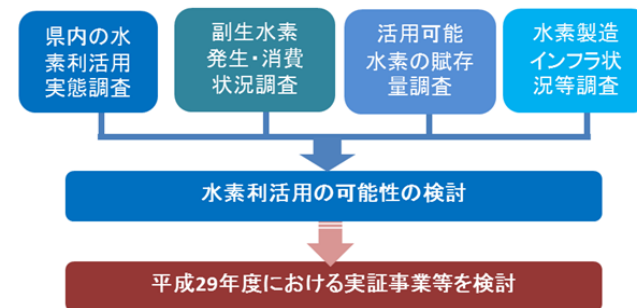 県内の水
素利活用
実態調査
副生水素
発生・消費
状況調査
活用可能
水素の賦存
量調査
水素製造
インフラ状
況等調査
水素利活用の可能性の検討
平成29年度における実証事業等を検討